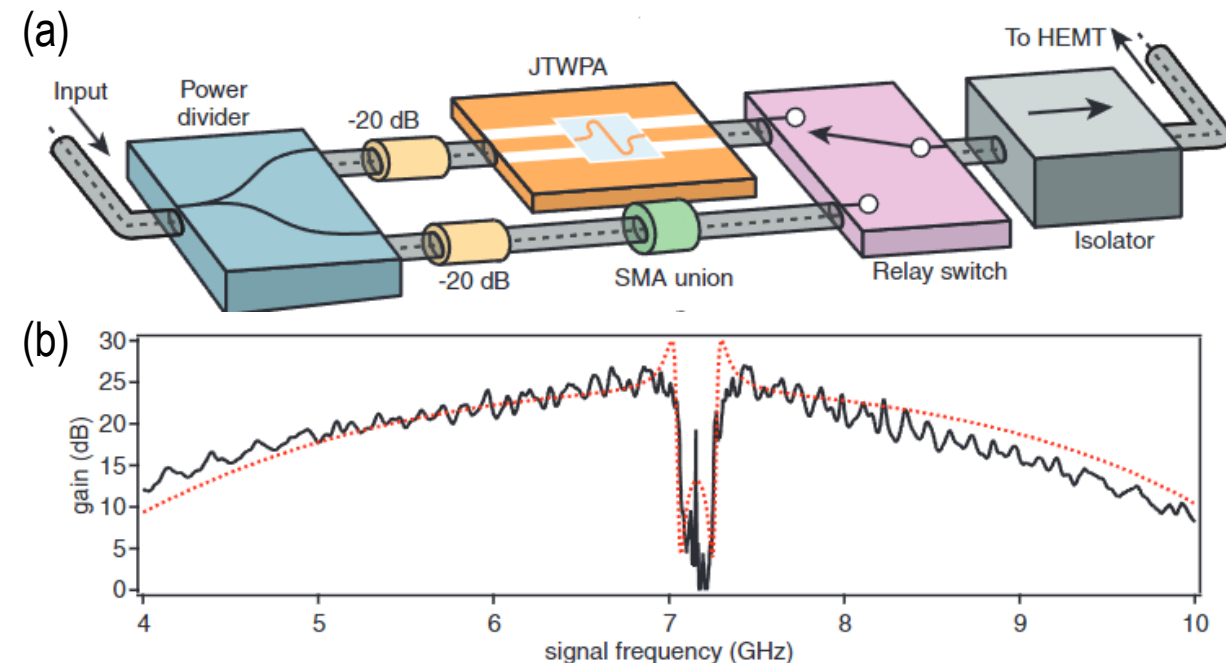 (a)
Input
Power
divider
-20 dB
JTWPA
To HEMT
-20 dB
SMA union
Relay switch
Isolator
(b)
gain (dB)
30
25
20
15
10
5
0
4
5
6
7
8
9
10
signal frequency (GHz)